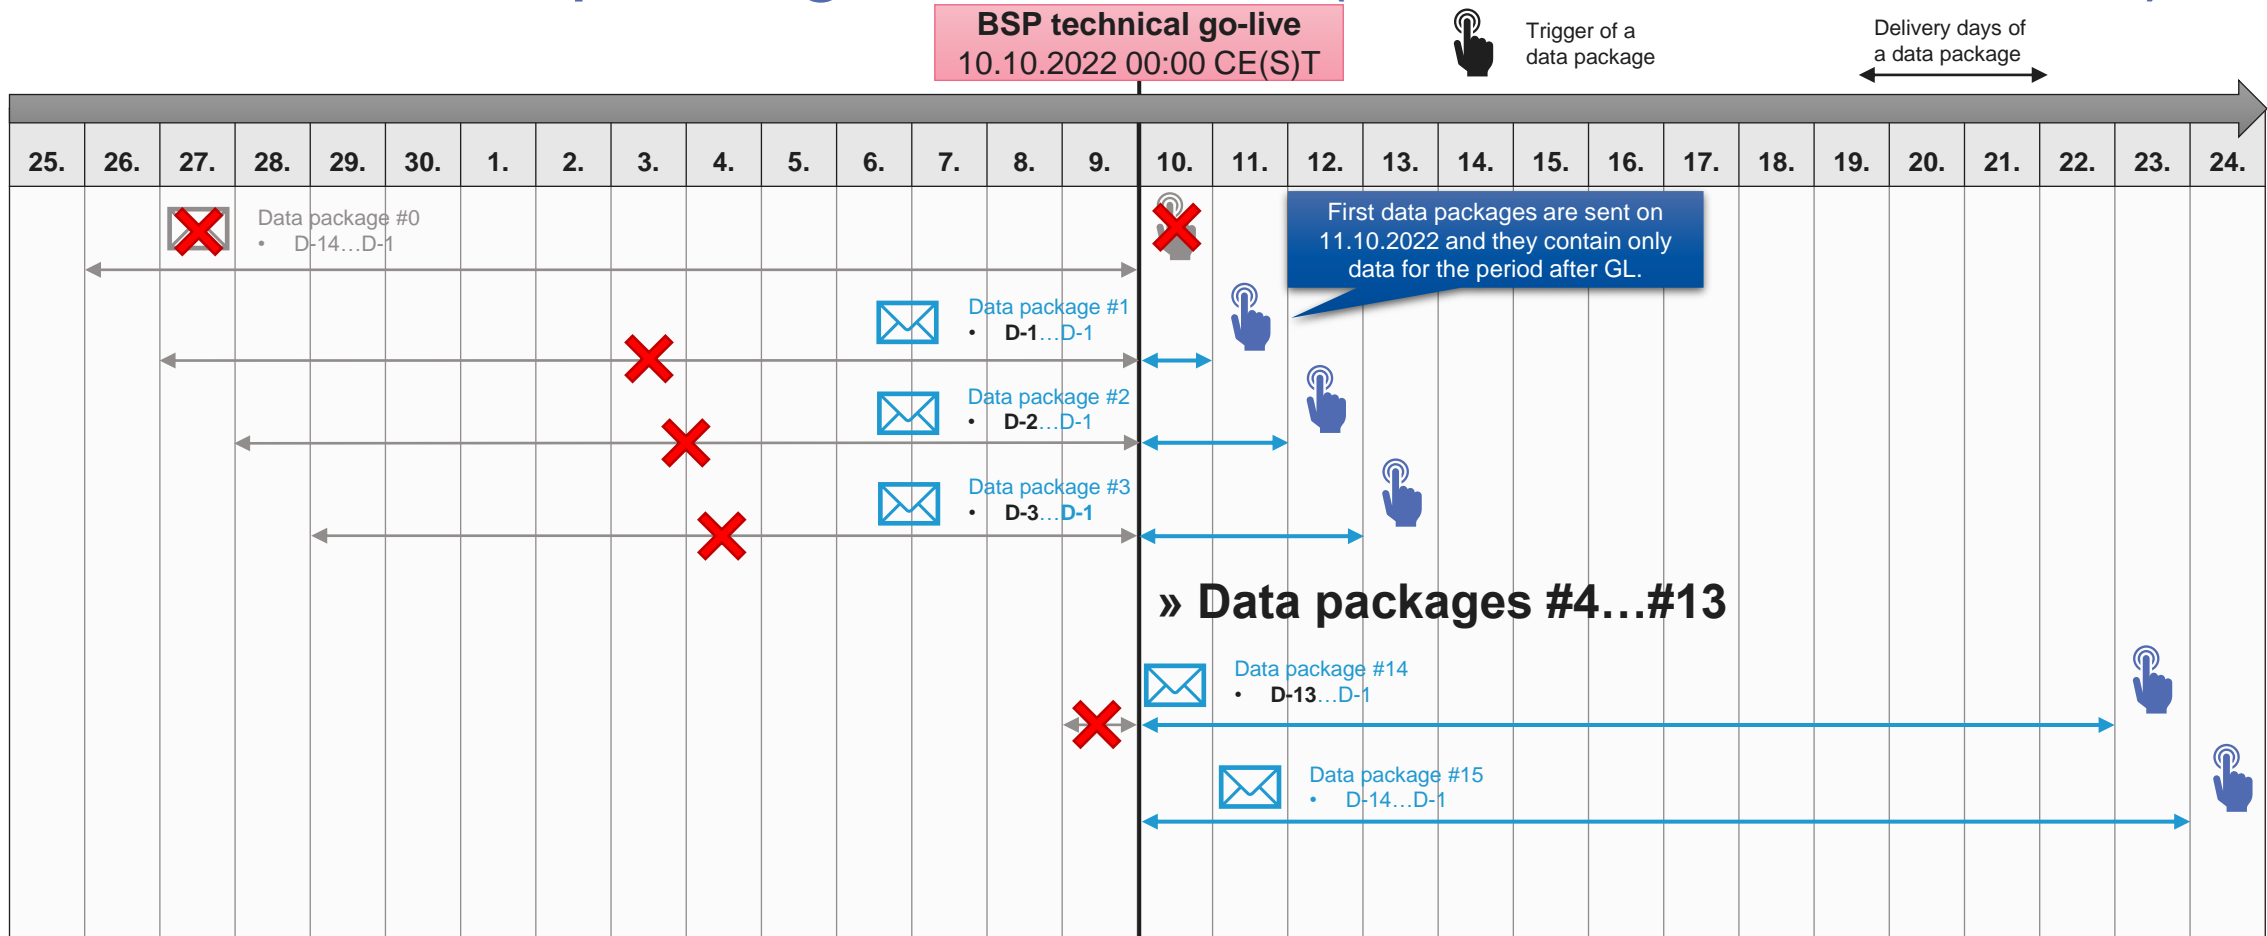 BSP technical go-live
10.10.2022 00:00 CE(S)T
Trigger of a
data package
Delivery days of
a data package
25. 26. 27. 28. 29. 30. 1. 2. 3. 4. 5. 6. 7. 8. 9. 10. 11. 12. 13. 14. 15. 16. 17. 18. 19. 20. 21. 22. 23. 24.
Data package #0
• D-14…D-1
First data packages are sent on
11.10.2022 and they contain only
data for the period after GL.
Data package #1
• D-1…D-1
Data package #2
• D-2…D-1
Data package #3
• D-3…D-1
» Data packages #4…#13
Data package #14
• D-13…D-1
Data package #15
• D-14…D-1